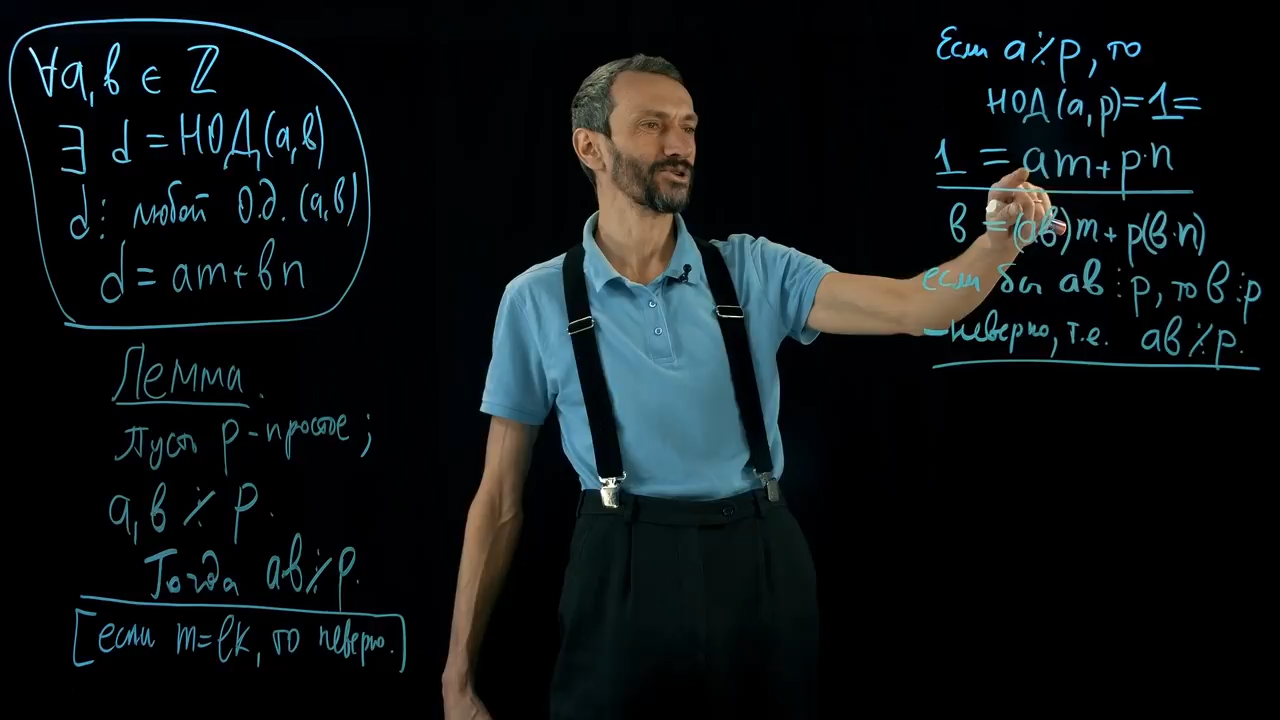 ∀a, b ∈ ℤ
∃ d = НОД(a, b)
d ⋮ любой О.д. (a, b)
d = am + bn
Лемма.
Пусть p - простое;
a, b ⋮̸ p.
Тогда ab ⋮̸ p.
[если m = lk, то неверно.]
Если a ⋮̸ p, то
НОД(a, p) = 1 =
1 = am + p·n
b = (ab)m + p(b·n)
если бы ab ⋮ p, то b ⋮ p
- неверно, т.е. ab ⋮̸ p.